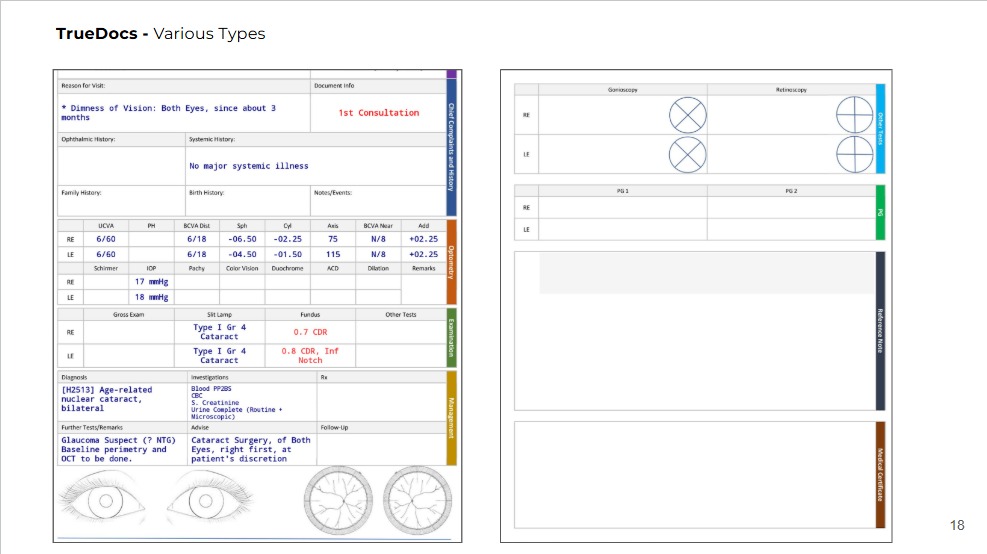 TrueDocs - Various Types
Reason for Visit:
Document Info
* Dimness of Vision: Both Eyes, since about 3
months
1st Consultation
Ophthalmic History:
Systemic History:
No major systemic illness
Family History:
Birth History:
Notes/Events:
Chief Complaints and History
UCVA PH BCVA Dist Sph Cyl Axis BCVA Near Add
RE 6/60 6/18 -06.50 -02.25 75 N/8 +02.25
LE 6/60 6/18 -04.50 -01.50 115 N/8 +02.25
Schirmer IOP Pachy Color Vision Duochrome ACD Dilation Remarks
RE 17 mmHg
LE 18 mmHg
Optometry
Gross Exam Slit Lamp Fundus Other Tests
RE Type I Gr 4
Cataract
0.7 CDR
LE Type I Gr 4
Cataract
0.8 CDR, Inf
Notch
Examination
Diagnosis
[H2513] Age-related
nuclear cataract,
bilateral
Investigations
Blood PP2BS
CBC
S. Creatinine
Urine Complete (Routine +
Microscopic)
Rx
Further Tests/Remarks
Glaucoma Suspect (? NTG)
Baseline perimetry and
OCT to be done.
Advise
Cataract Surgery, of Both
Eyes, right first, at
patient's discretion
Follow-Up
Management
Gonioscopy Retinoscopy
RE
LE
Other Tests
PG 1 PG 2
RE
LE
PG
Reference Note
Medical Certificate
18